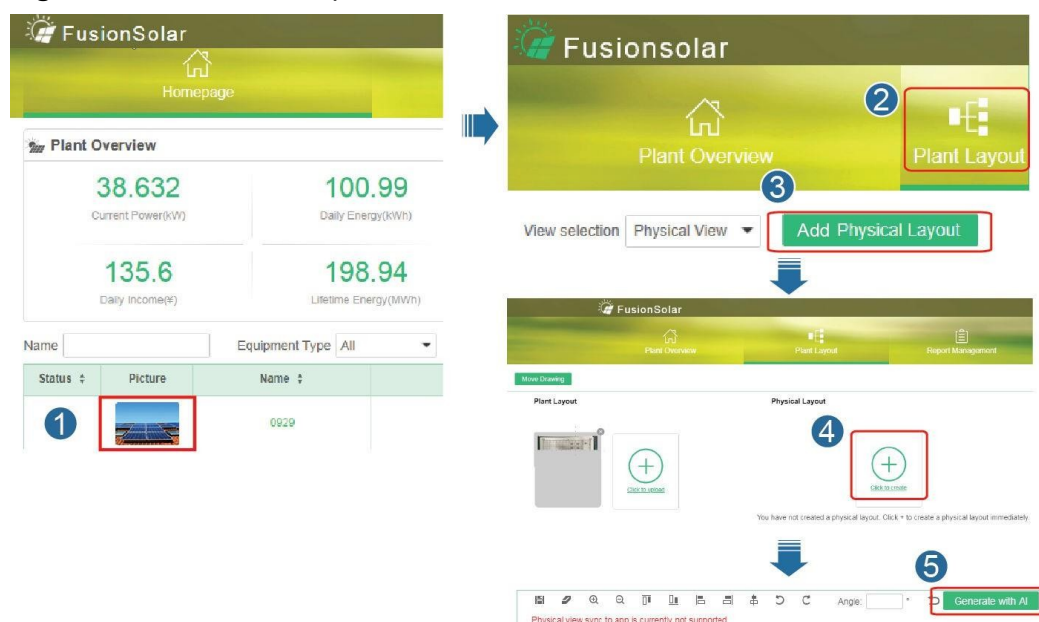 FusionSolar
Homepage
Plant Overview
38.632
Current Power(kW)
100.99
Daily Energy(kWh)
135.6
Daily Income(¥)
198.94
Lifetime Energy(MWh)
Name
Equipment Type All
Status Picture Name
1
0929
Fusionsolar
Plant Overview
2
Plant Layout
3
View selection Physical View Add Physical Layout
FusionSolar
Plant Overview Plant Layout Report Management
Move Drawing
Plant Layout Physical Layout
4
Click to upload
Click to create
You have not created a physical layout. Click + to create a physical layout immediately
5
Angle: ° Generate with AI
Physical view sync to app is currently not supported